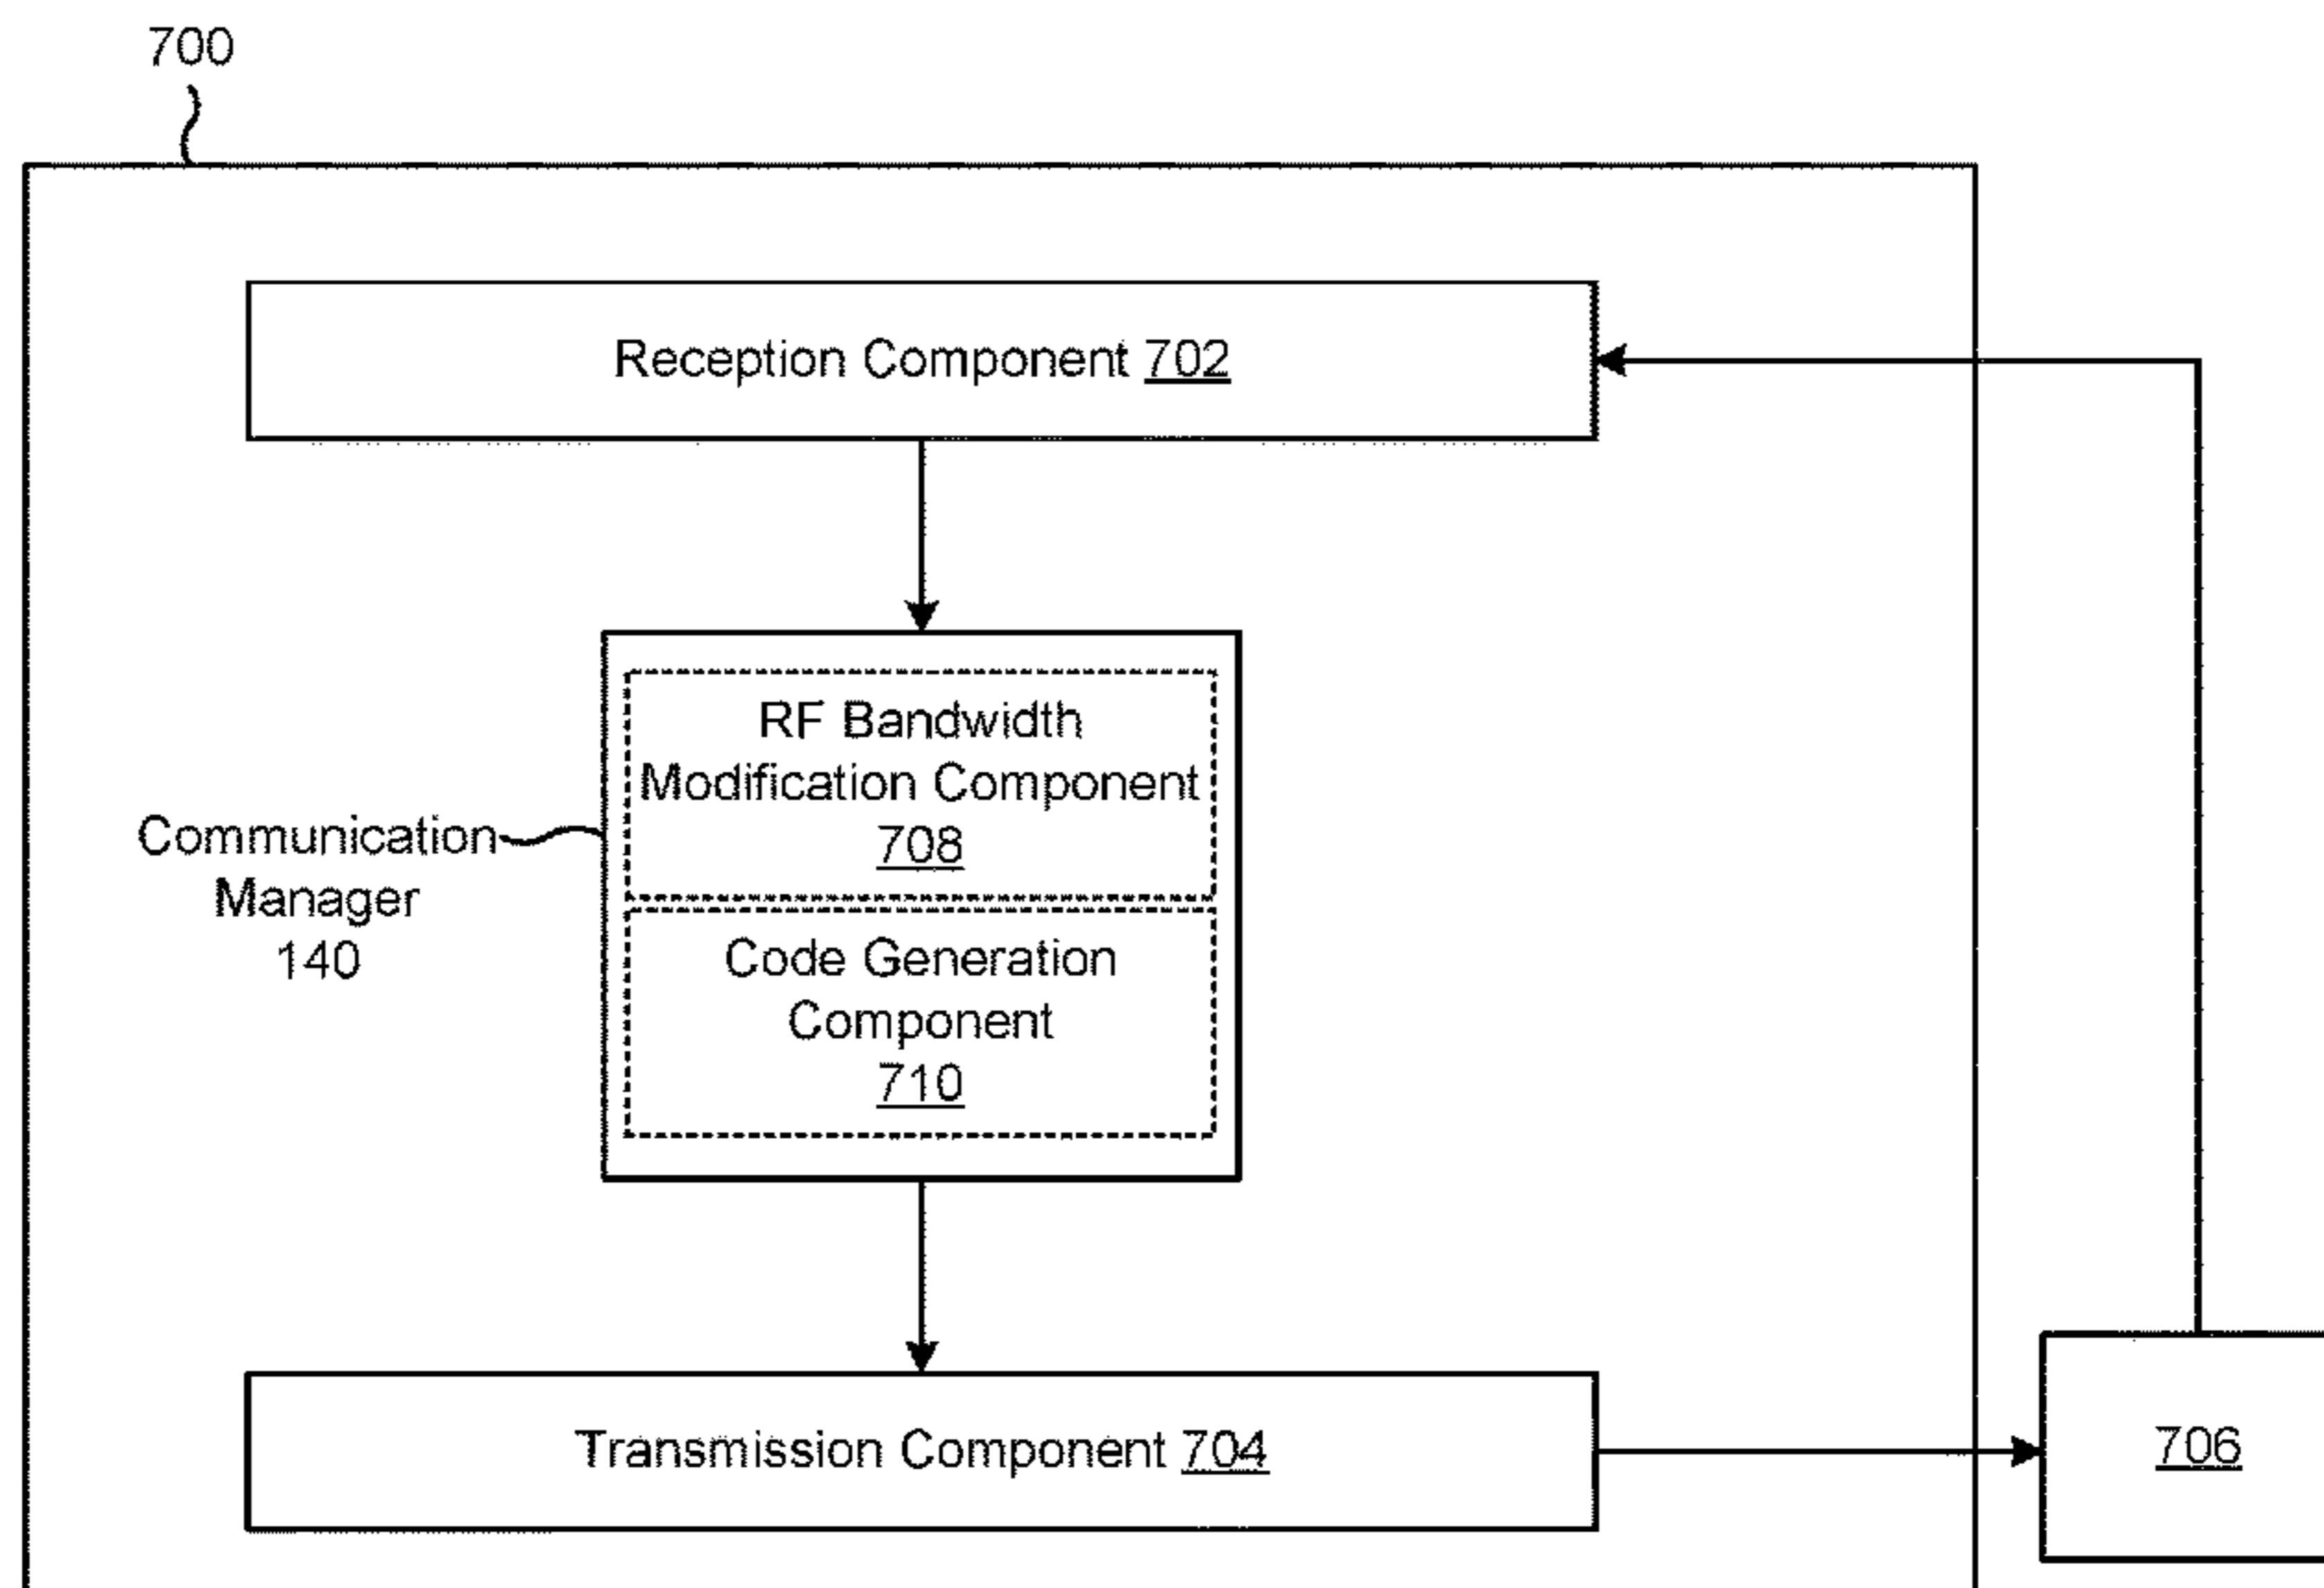 700
Reception Component 702
RF Bandwidth
Modification Component
708
Communication
Manager
140
Code Generation
Component
710
Transmission Component 704
706